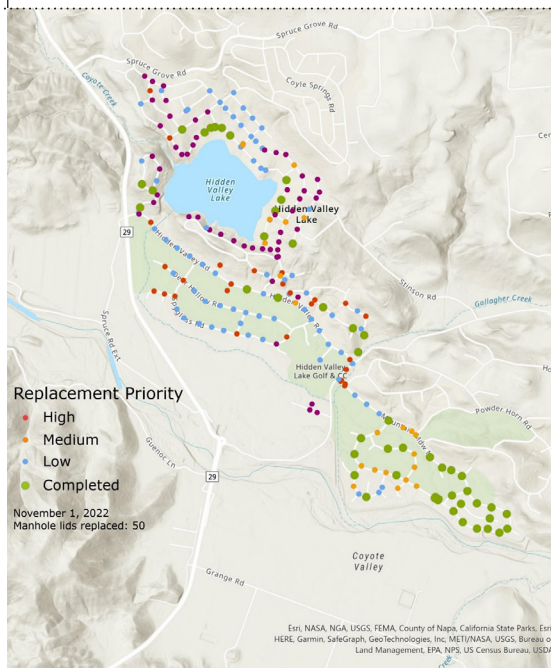 Spruce Grove Rd
Spruce Grove Rd
Coyote Creek
Coyle Springs Rd
Hidden
Valley
Lake
Hidden Valley
Lake
29
Hidden Valley Rd
Stinson Rd
Gallagher Creek
Spruce Rd Ext
Hidden Valley
Lake Golf & CC
Replacement Priority
High
Medium
Low
Completed
Powder Horn Rd
Guenoc Ln
29
November 1, 2022
Manhole lids replaced: 50
Coyote
Valley
Grange Rd
Esri, NASA, NGA, USGS, FEMA, County of Napa, California State Parks, Esri
HERE, Garmin, SafeGraph, GeoTechnologies, Inc, METI/NASA, USGS, Bureau o
Land Management, EPA, NPS, US Census Bureau, USDA